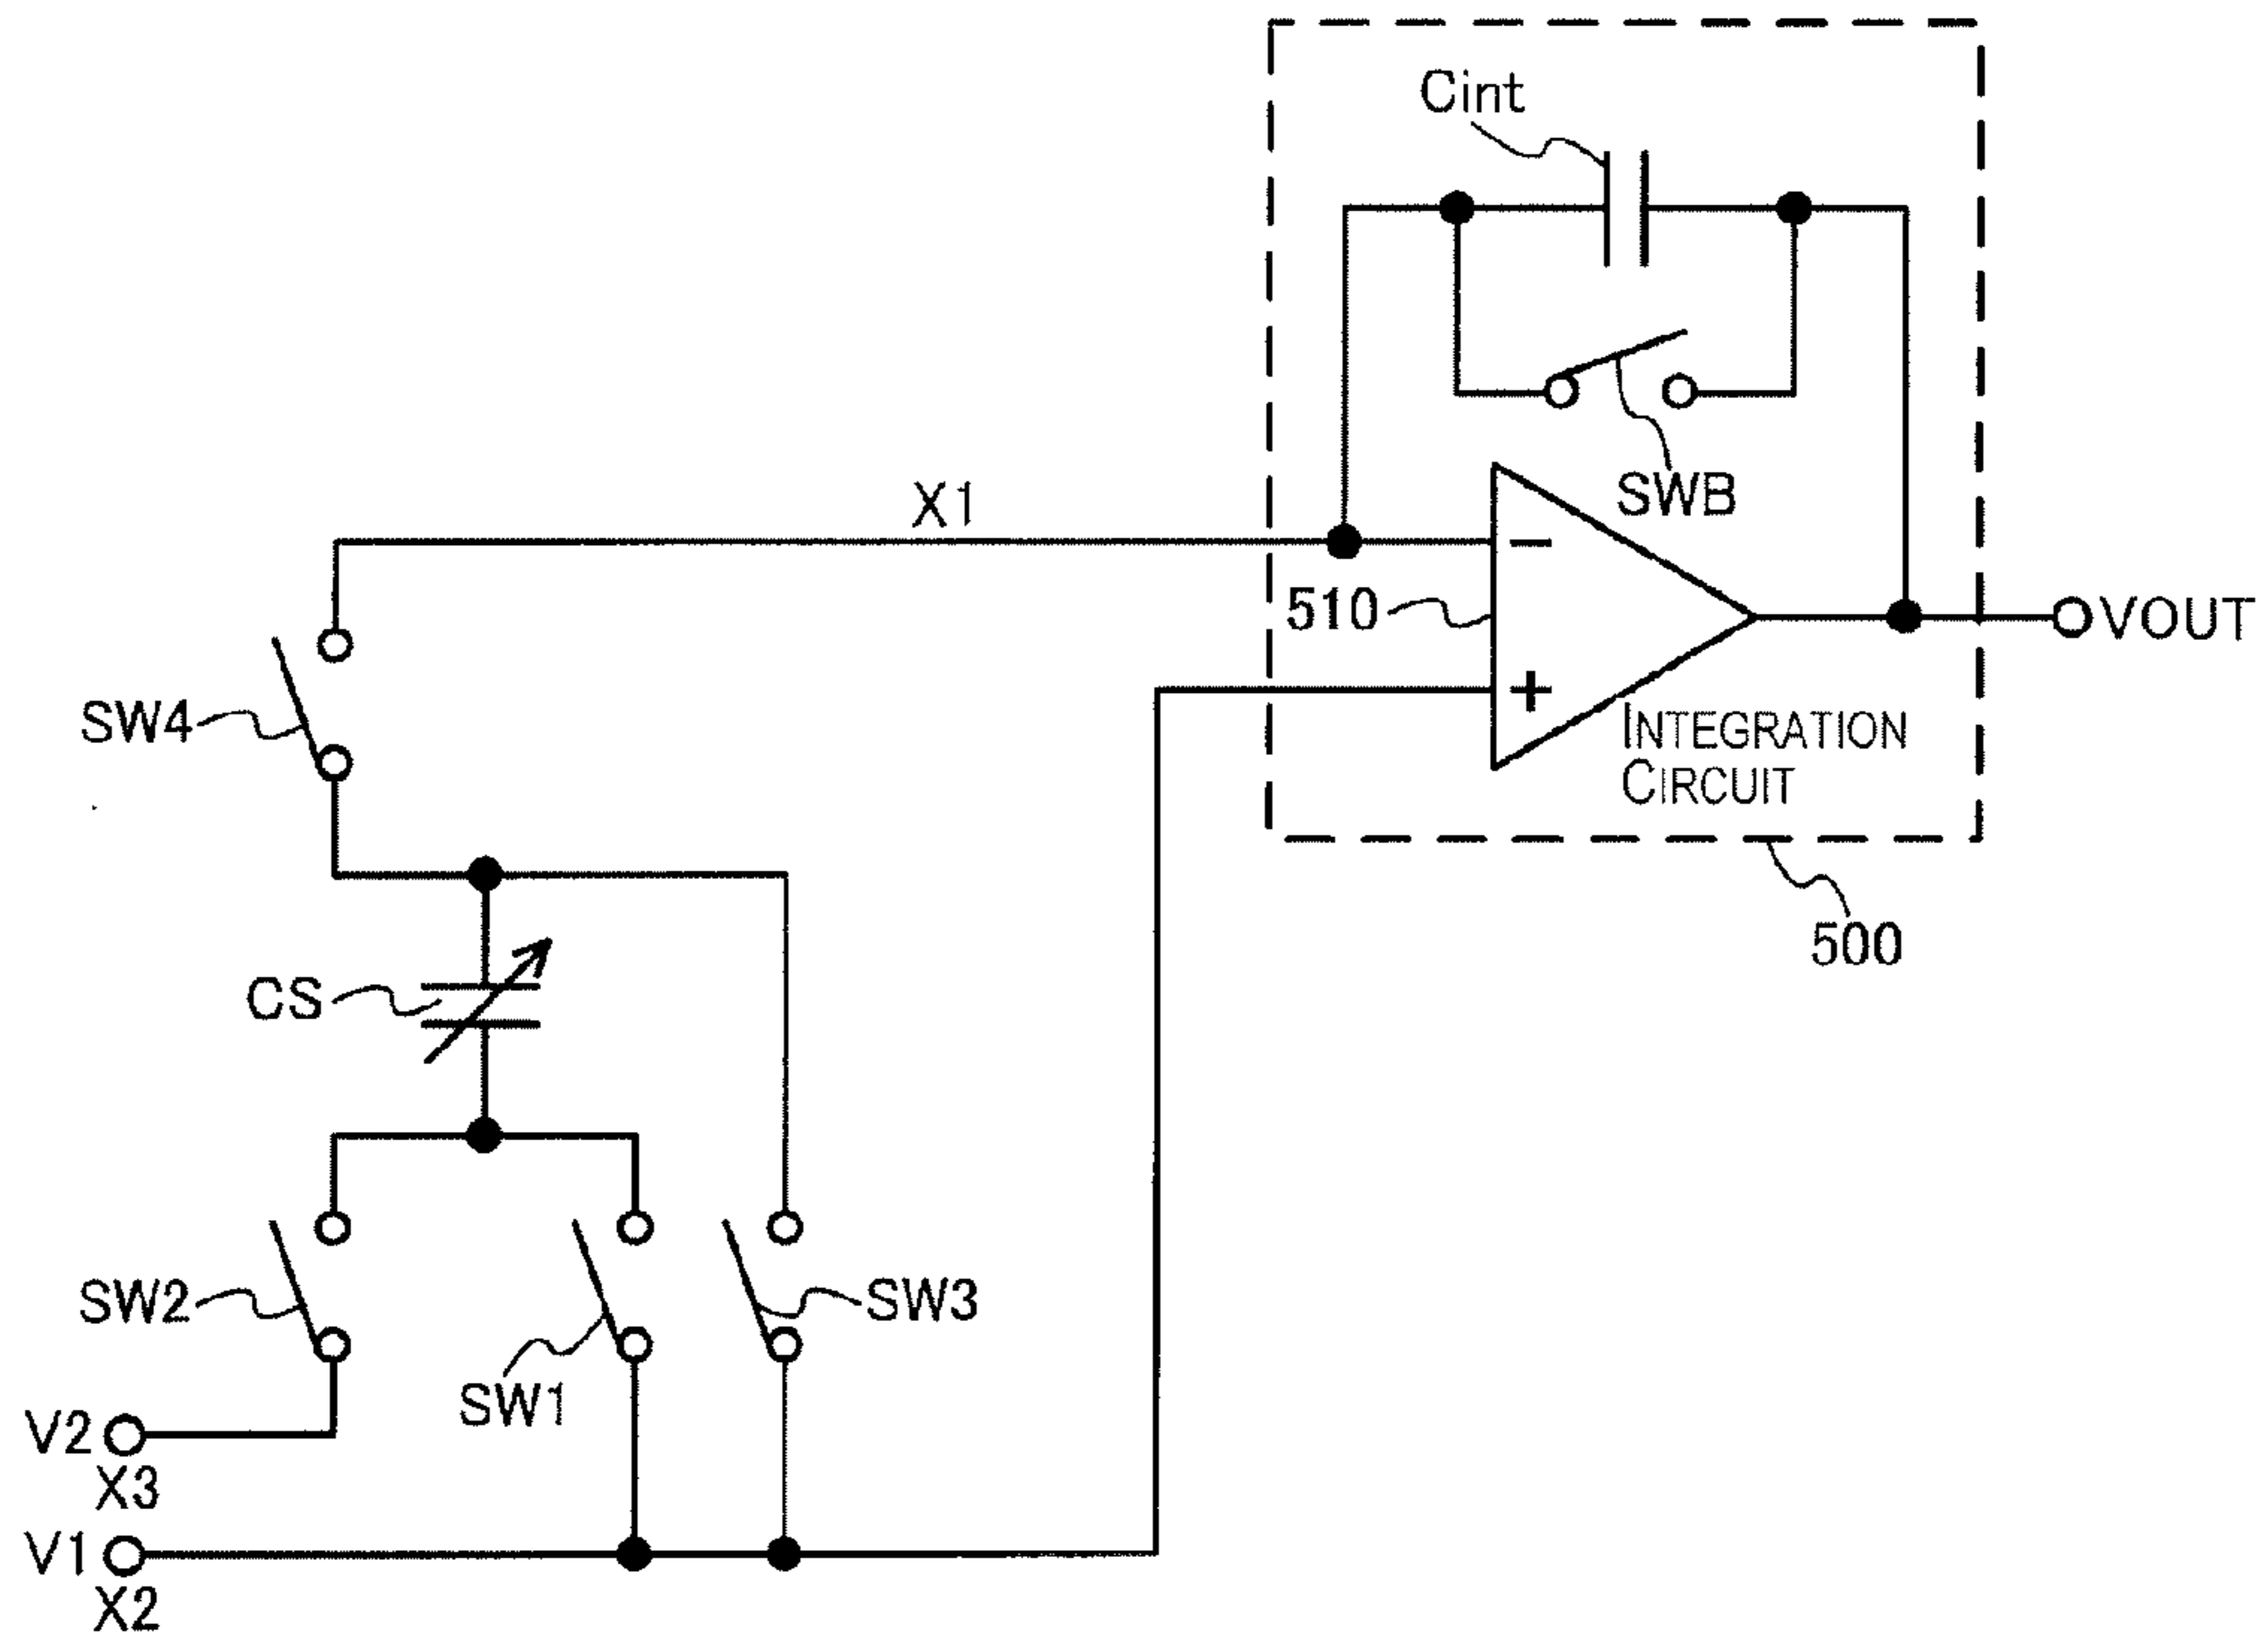 Cint
SWB
X1
510
VOUT
INTEGRATION
CIRCUIT
SW4
500
CS
SW2
SW3
SW1
V2
X3
V1
X2